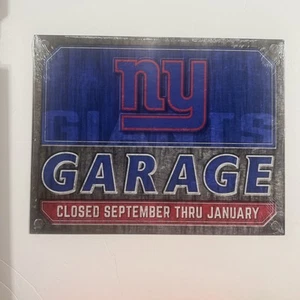 ny
GIANTS
GARAGE
CLOSED SEPTEMBER THRU JANUARY